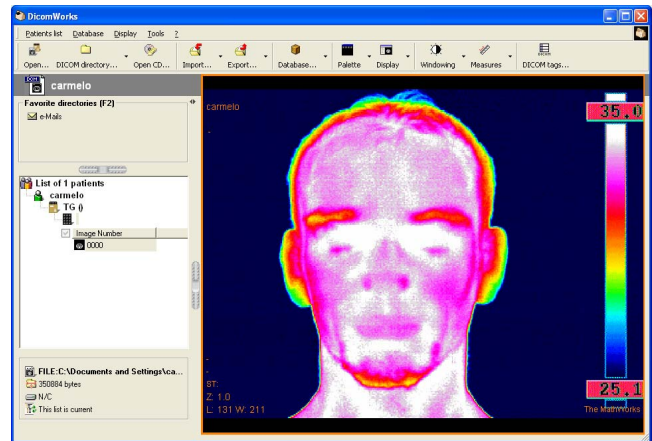 DicomWorks
Patients list Database Display Tools ?
Open... DICOM directory... Open CD... Import... Export... Database... Palette Display Windowing Measures DICOM tags...
carmelo
Favorite directories (F2)
e-Mails
List of 1 patients
carmelo
TG ()
Image Number
0000
FILE:C:\Documents and Settings\ca...
350884 bytes
N/C
This list is current
carmelo
-
35.0
-
-
ST:
Z: 1.0
L: 131 W: 211
25.1
The MathWorks